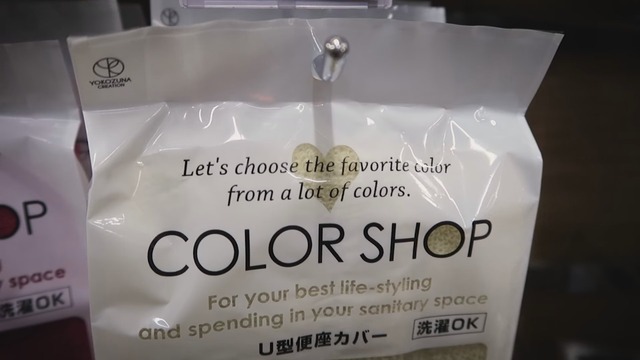 YOKOZUNA
CREATION
Let's choose the favorite color
from a lot of colors.
COLOR SHOP
For your best life-styling
and spending in your sanitary space
U型便座カバー
洗濯OK
OP
r space
洗濯OK